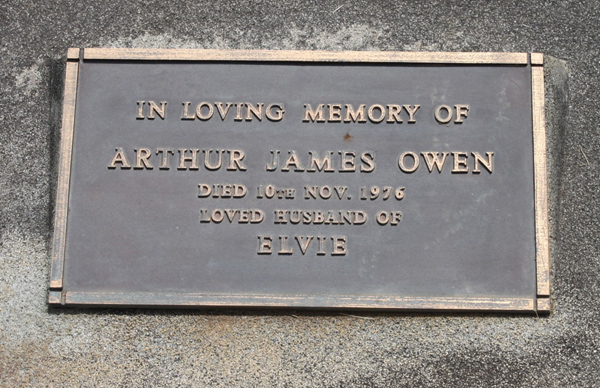 IN LOVING MEMORY OF
ARTHUR JAMES OWEN
DIED 10TH NOV. 1976
LOVED HUSBAND OF
ELVIE